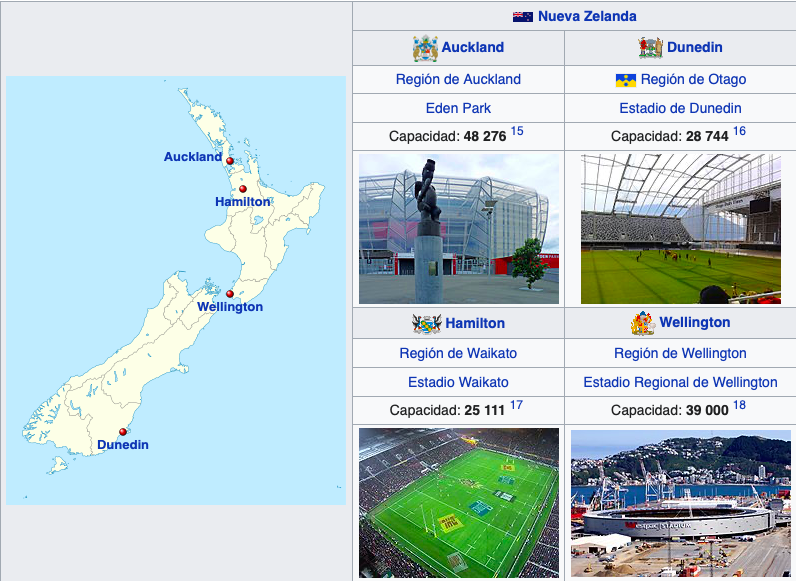 Auckland
Hamilton
Wellington
Dunedin
Nueva Zelanda
Auckland
Dunedin
Región de Auckland
Región de Otago
Eden Park
Estadio de Dunedin
Capacidad: 48 276 15
Capacidad: 28 744 16
Hamilton
Wellington
Región de Waikato
Región de Wellington
Estadio Waikato
Estadio Regional de Wellington
Capacidad: 25 111 17
Capacidad: 39 000 18
Westpac STADIUM